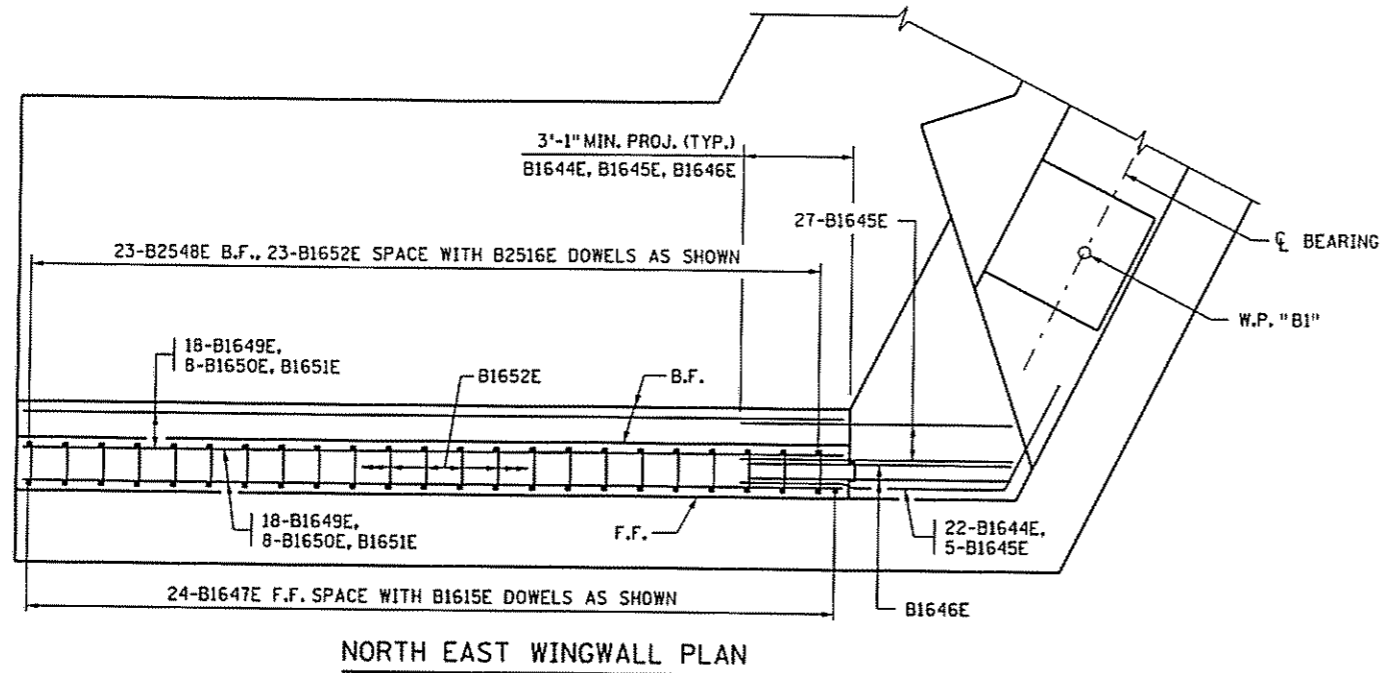 3'-1" MIN. PROJ. (TYP.)
B1644E, B1645E, B1646E
27-B1645E
℄ BEARING
23-B2548E B.F., 23-B1652E SPACE WITH B2516E DOWELS AS SHOWN
W.P. "B1"
18-B1649E,
8-B1650E, B1651E
B1652E
B.F.
18-B1649E,
8-B1650E, B1651E
F.F.
22-B1644E,
5-B1645E
24-B1647E F.F. SPACE WITH B1615E DOWELS AS SHOWN
B1646E
NORTH EAST WINGWALL PLAN